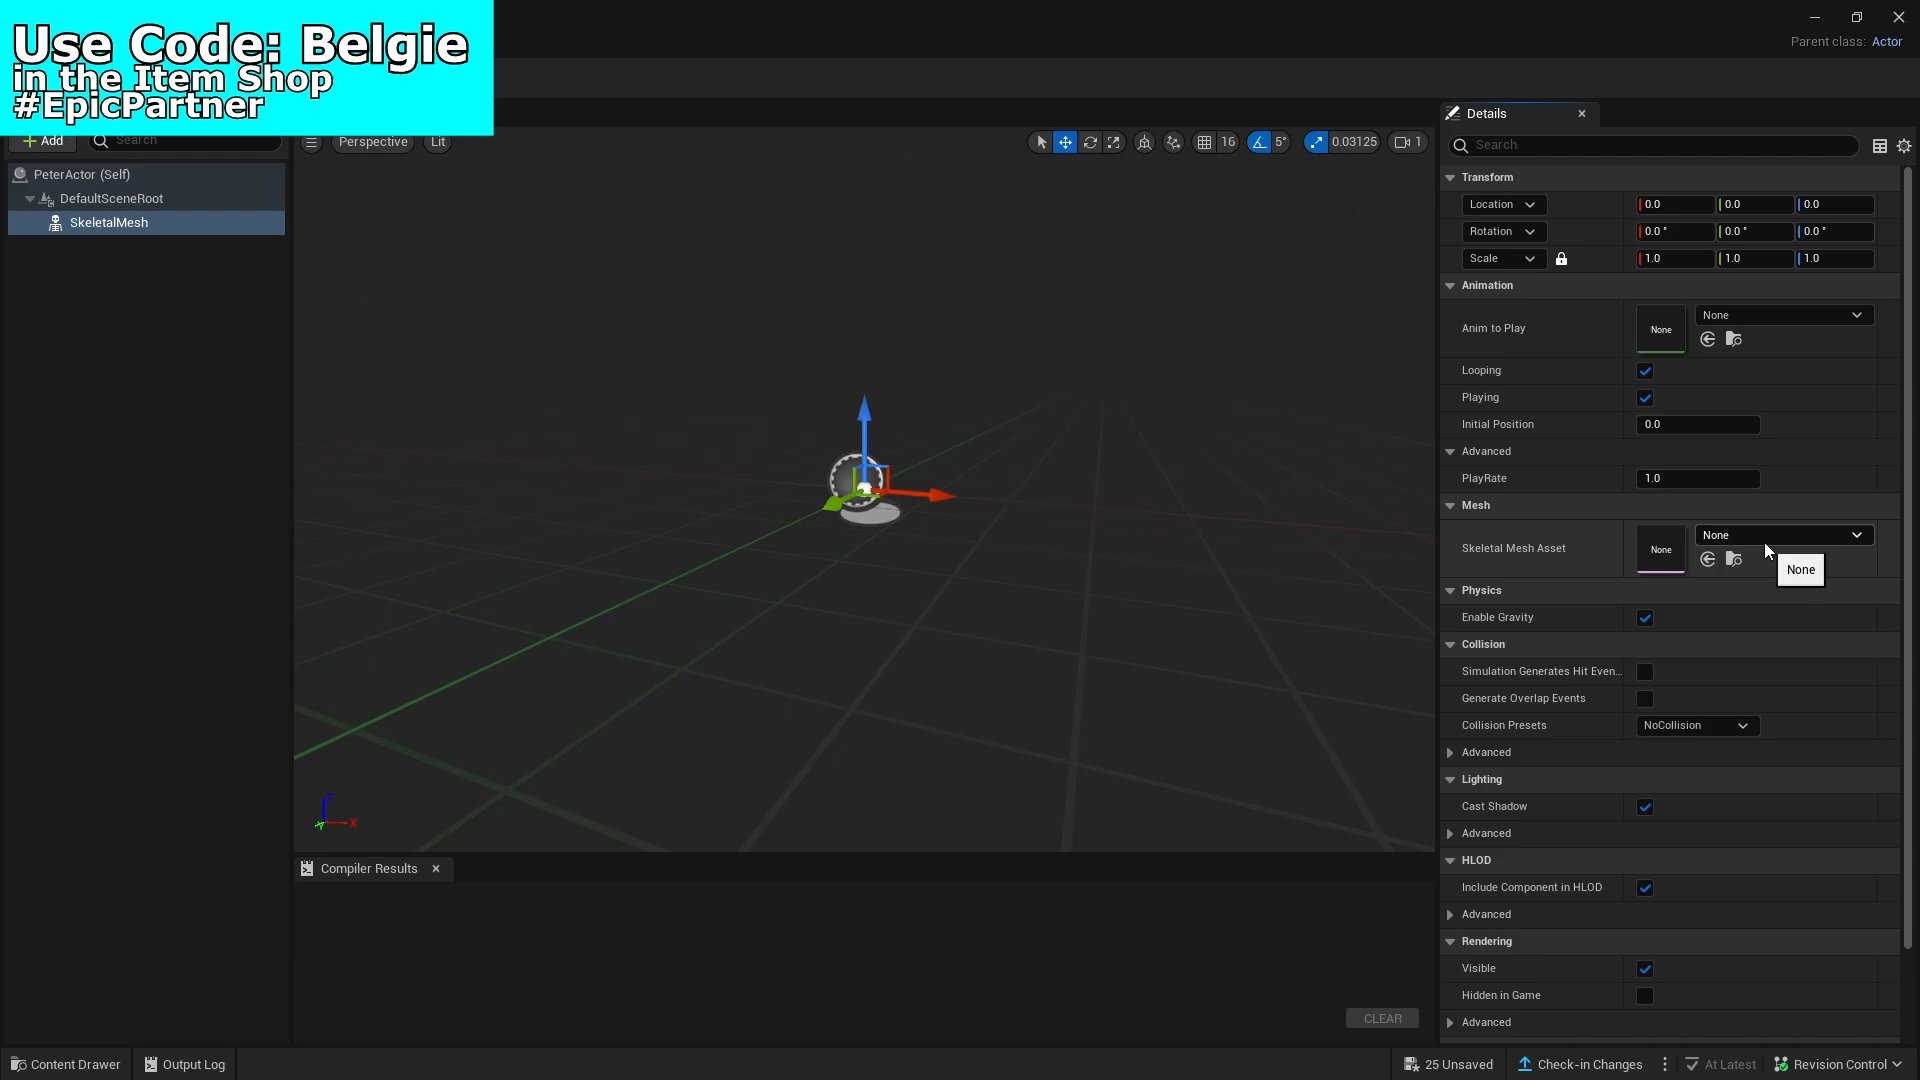 Use Code: Belgie
in the Item Shop
#EpicPartner
Parent class: Actor
Add
Search
Perspective
Lit
16
5°
0.03125
1
PeterActor (Self)
DefaultSceneRoot
SkeletalMesh
Details
Search
Transform
Location 0.0 0.0 0.0
Rotation 0.0 ° 0.0 ° 0.0 °
Scale 1.0 1.0 1.0
Animation
Anim to Play None None
Looping
Playing
Initial Position 0.0
Advanced
PlayRate 1.0
Mesh
Skeletal Mesh Asset None None
None
Physics
Enable Gravity
Collision
Simulation Generates Hit Even...
Generate Overlap Events
Collision Presets NoCollision
Advanced
Lighting
Cast Shadow
Advanced
HLOD
Include Component in HLOD
Advanced
Rendering
Visible
Hidden in Game
Advanced
Z
Y
X
Compiler Results
CLEAR
Content Drawer
Output Log
25 Unsaved
Check-in Changes
At Latest
Revision Control